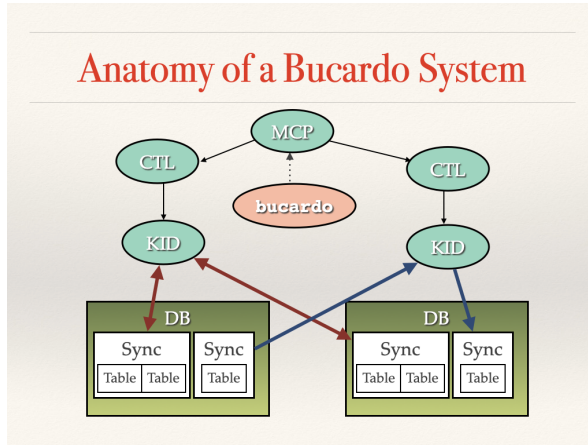 Anatomy of a Bucardo System
MCP
CTL
CTL
bucardo
KID
KID
DB
DB
Sync
Sync
Sync
Sync
Table
Table
Table
Table
Table
Table